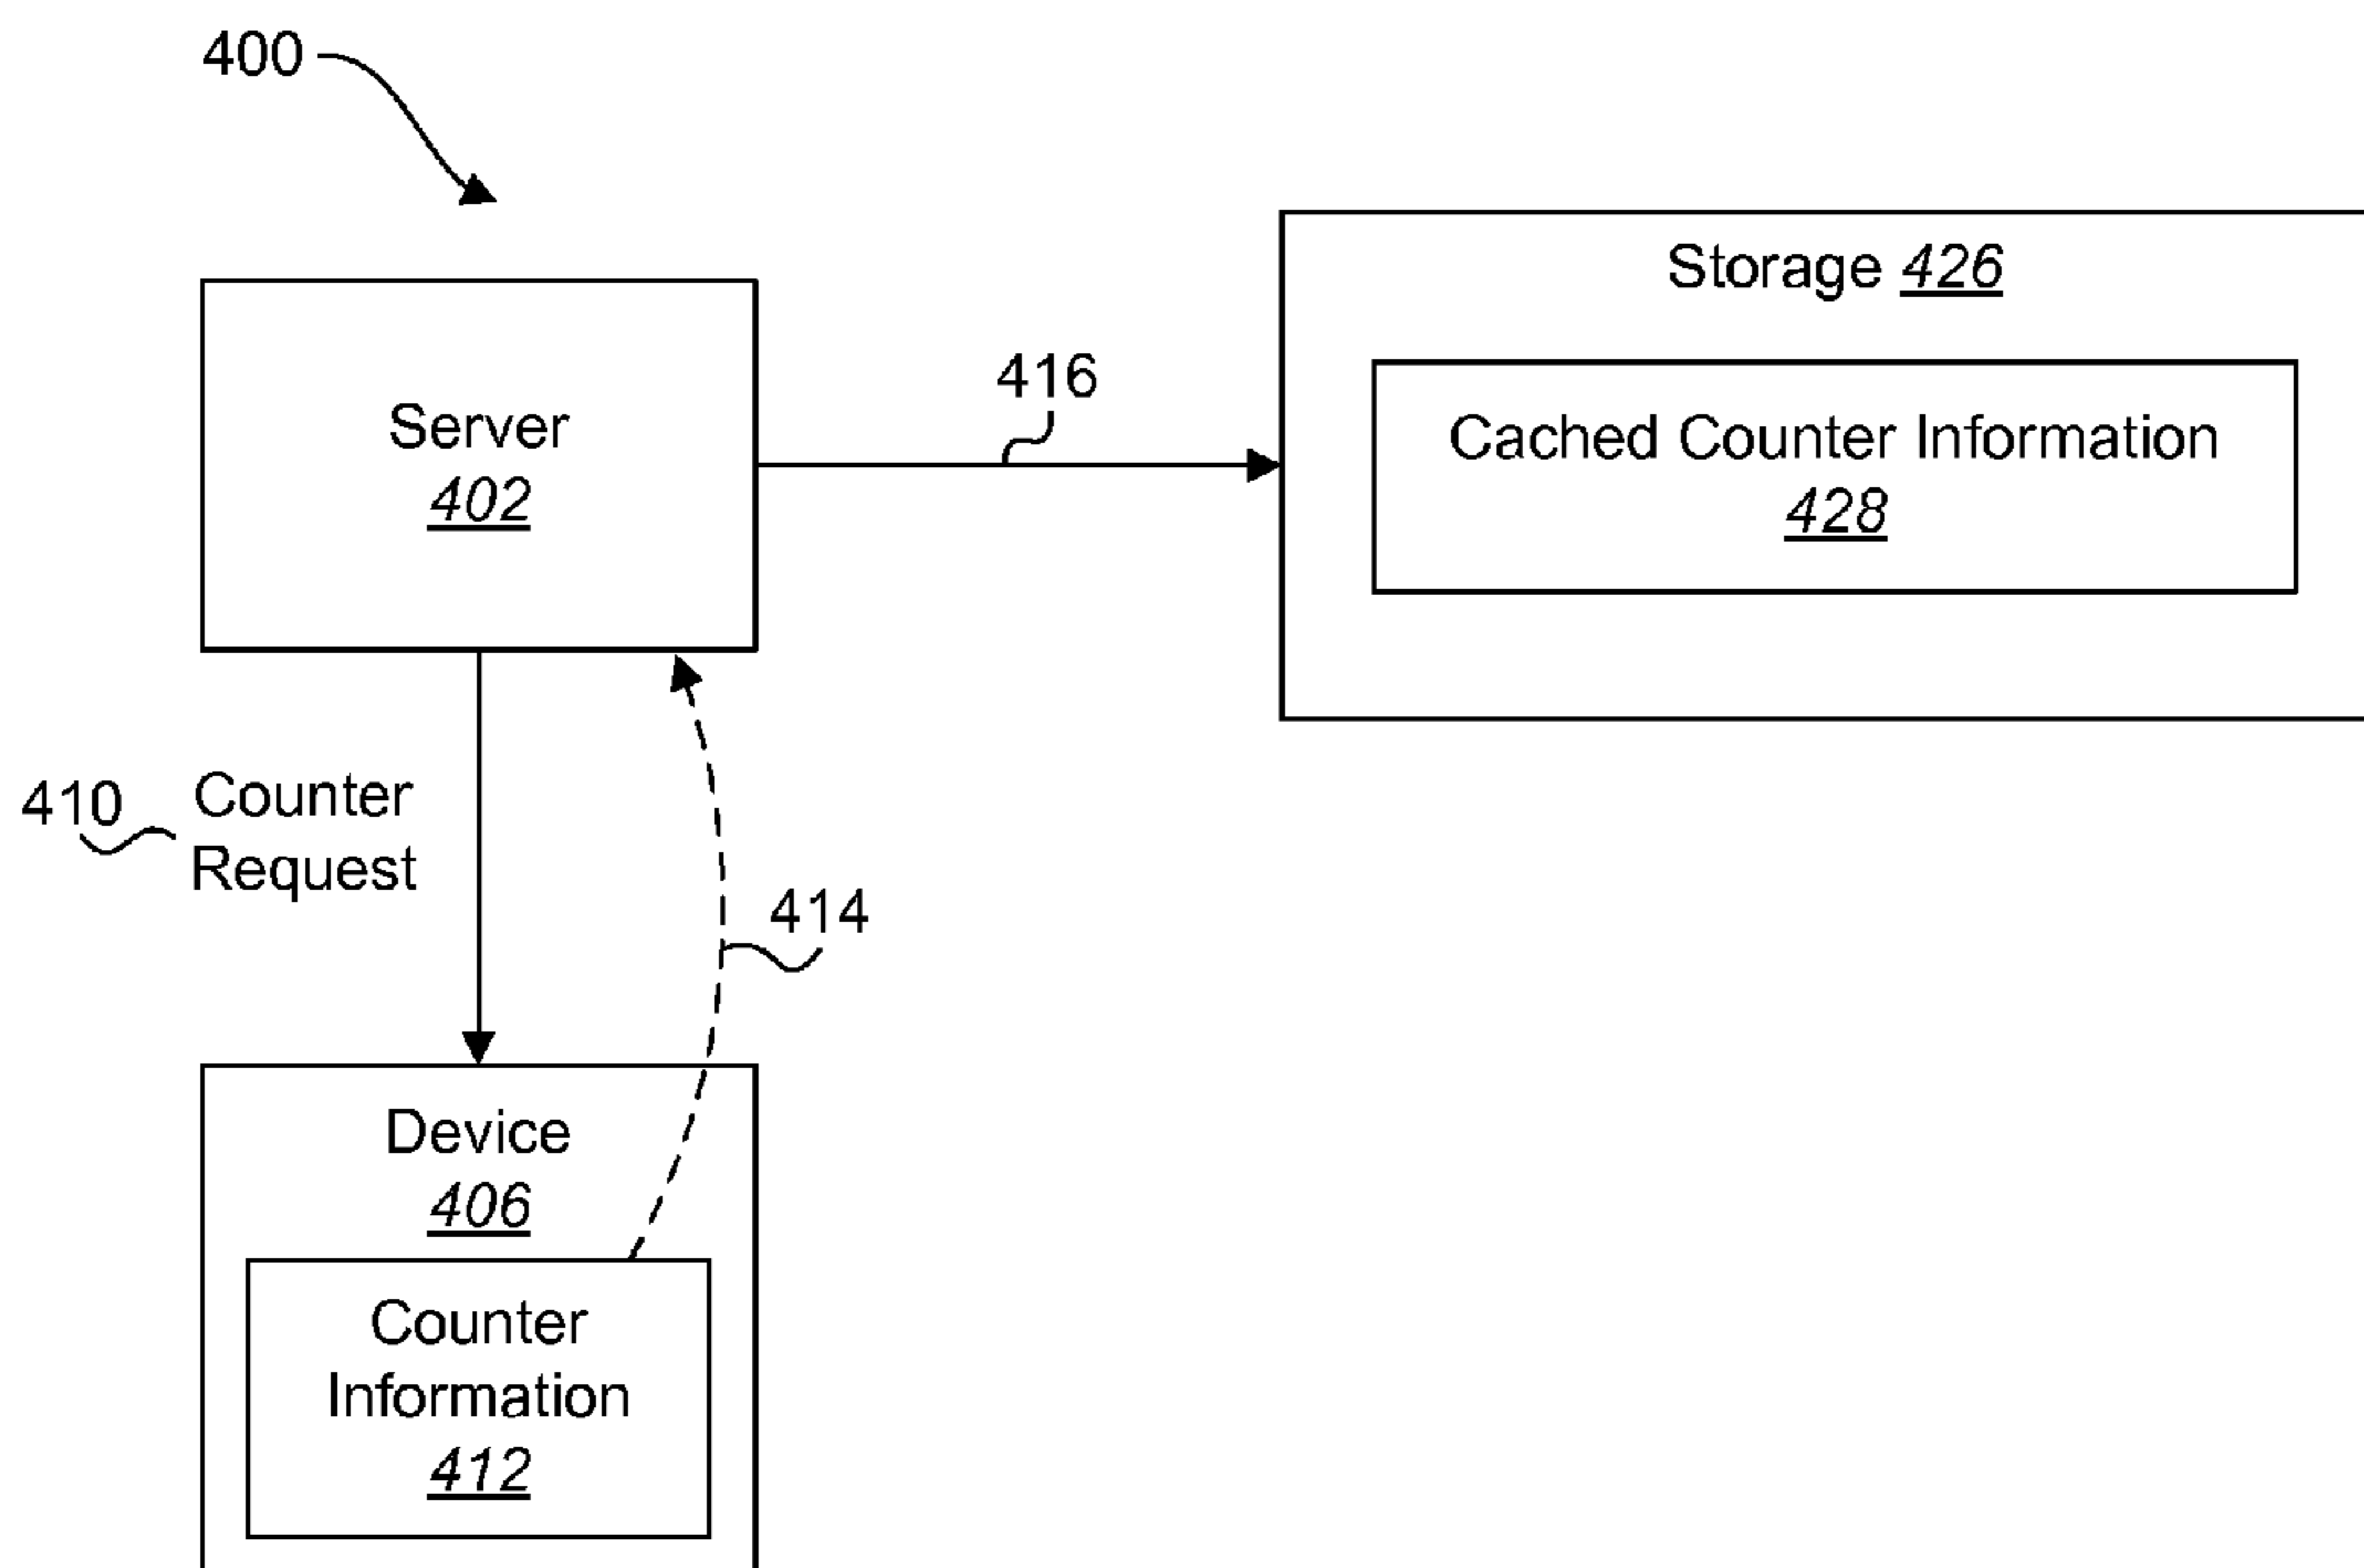 400
Storage 426
416
Server
402
Cached Counter Information
428
410
Counter
Request
414
Device
406
Counter
Information
412